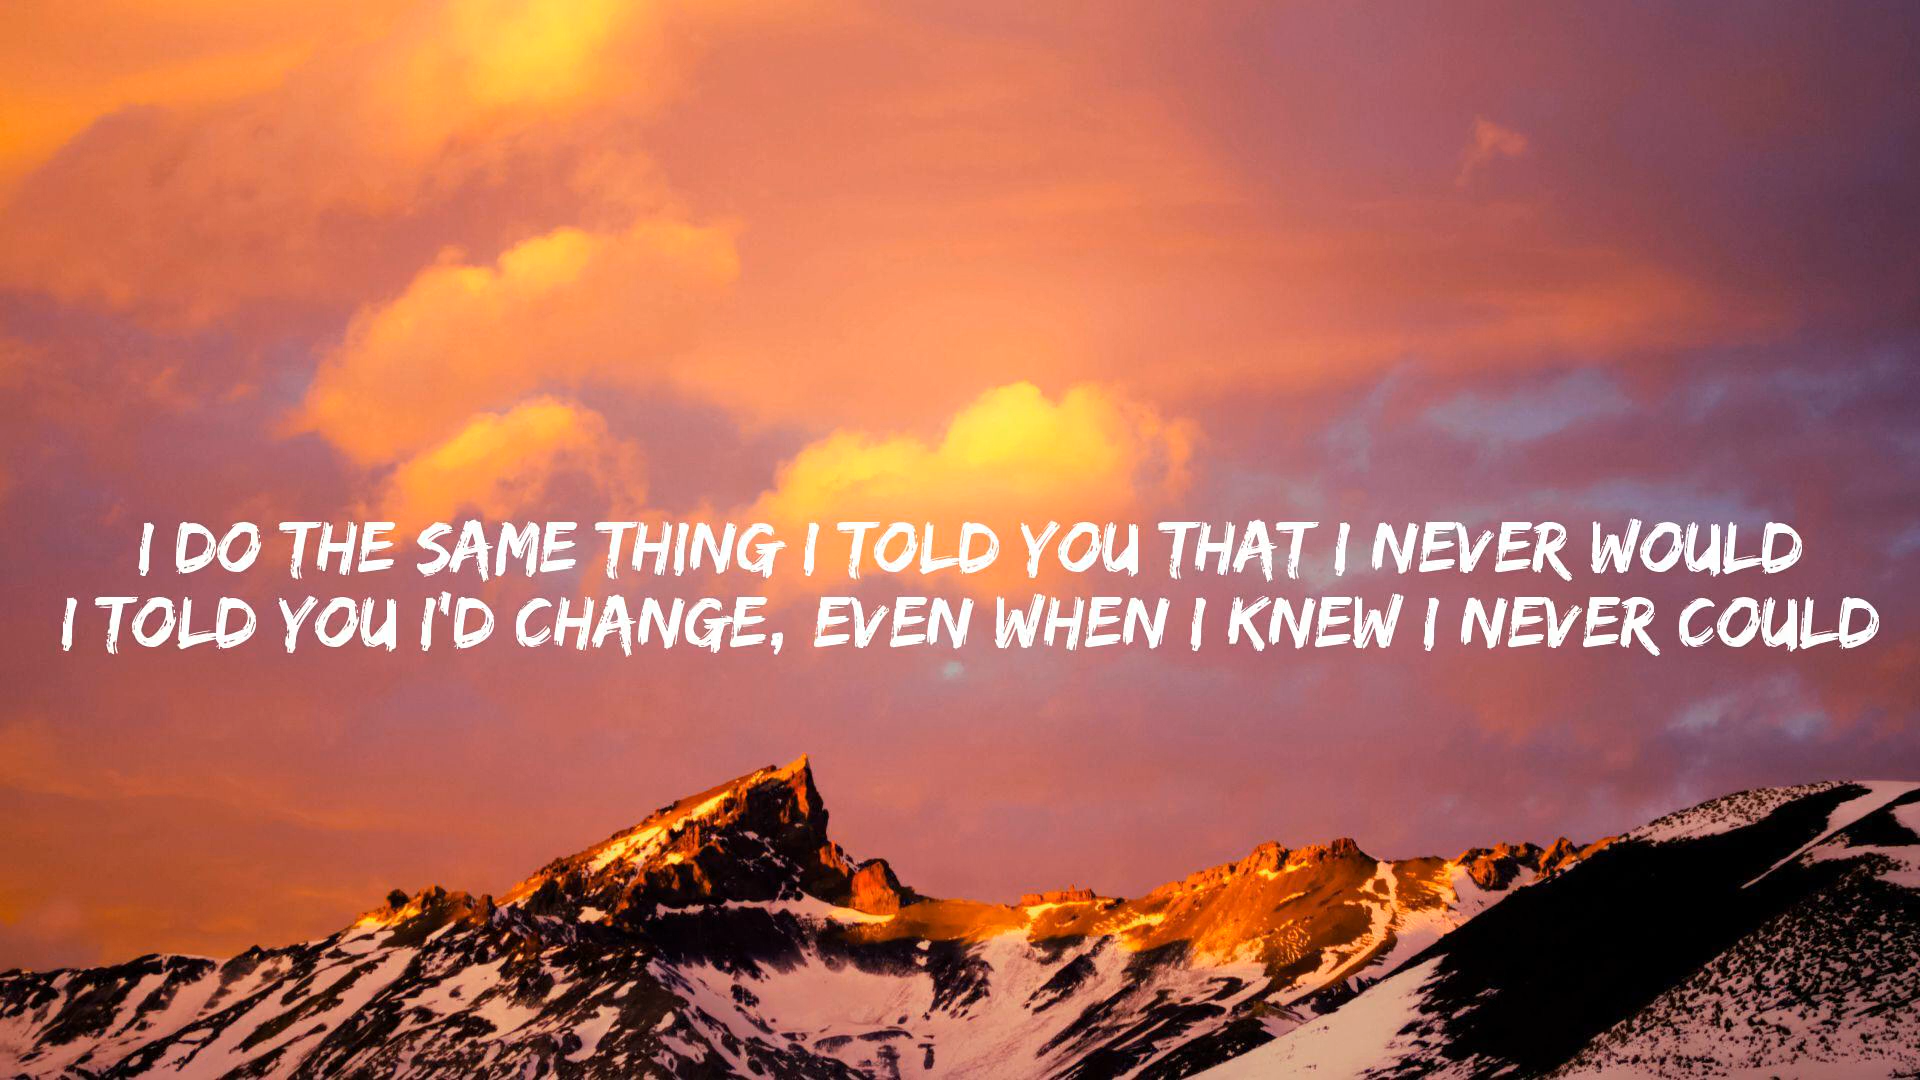 I DO THE SAME THING I TOLD YOU THAT I NEVER WOULD
I TOLD YOU I'D CHANGE, EVEN WHEN I KNEW I NEVER COULD